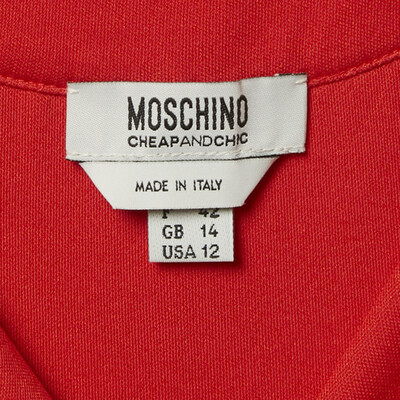 MOSCHINO
CHEAPANDCHIC
MADE IN ITALY
42
GB 14
USA 12